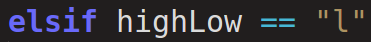 elsif highLow == "l"